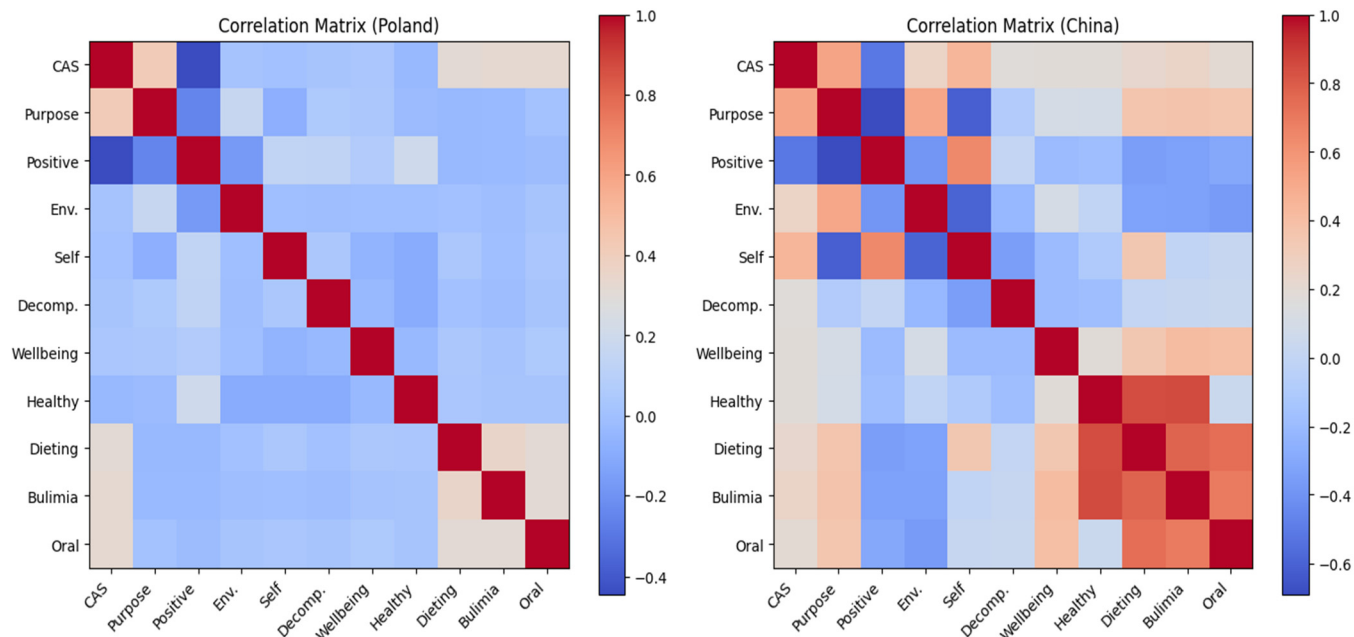 Correlation Matrix (Poland)
CAS
Purpose
Positive
Env.
Self
Decomp.
Wellbeing
Healthy
Dieting
Bulimia
Oral
CAS
Purpose
Positive
Env.
Self
Decomp.
Wellbeing
Healthy
Dieting
Bulimia
Oral
1.0
0.8
0.6
0.4
0.2
0.0
−0.2
−0.4
Correlation Matrix (China)
CAS
Purpose
Positive
Env.
Self
Decomp.
Wellbeing
Healthy
Dieting
Bulimia
Oral
CAS
Purpose
Positive
Env.
Self
Decomp.
Wellbeing
Healthy
Dieting
Bulimia
Oral
1.0
0.8
0.6
0.4
0.2
0.0
−0.2
−0.4
−0.6